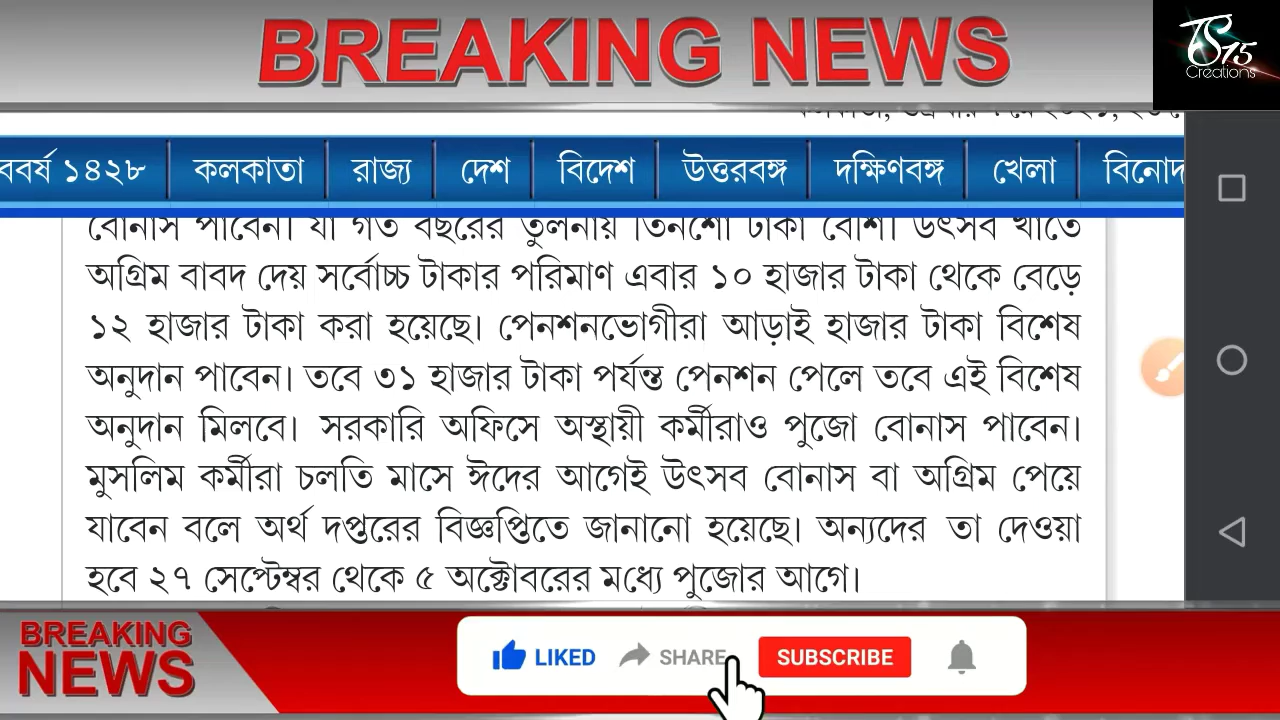 BREAKING NEWS
TS15
Creations
ববর্ষ ১৪২৮ কলকাতা রাজ্য দেশ বিদেশ উত্তরবঙ্গ দক্ষিণবঙ্গ খেলা বিনোদ
বোনাস পাবেন। যা গত বছরের তুলনায় তিনশো টাকা বেশি। উৎসব খাতে
অগ্রিম বাবদ দেয় সর্বোচ্চ টাকার পরিমাণ এবার ১০ হাজার টাকা থেকে বেড়ে
১২ হাজার টাকা করা হয়েছে। পেনশনভোগীরা আড়াই হাজার টাকা বিশেষ
অনুদান পাবেন। তবে ৩১ হাজার টাকা পর্যন্ত পেনশন পেলে তবে এই বিশেষ
অনুদান মিলবে। সরকারি অফিসে অস্থায়ী কর্মীরাও পুজো বোনাস পাবেন।
মুসলিম কর্মীরা চলতি মাসে ঈদের আগেই উৎসব বোনাস বা অগ্রিম পেয়ে
যাবেন বলে অর্থ দপ্তরের বিজ্ঞপ্তিতে জানানো হয়েছে। অন্যদের তা দেওয়া
হবে ২৭ সেপ্টেম্বর থেকে ৫ অক্টোবরের মধ্যে পুজোর আগে।
BREAKING
NEWS
LIKED SHARE SUBSCRIBE